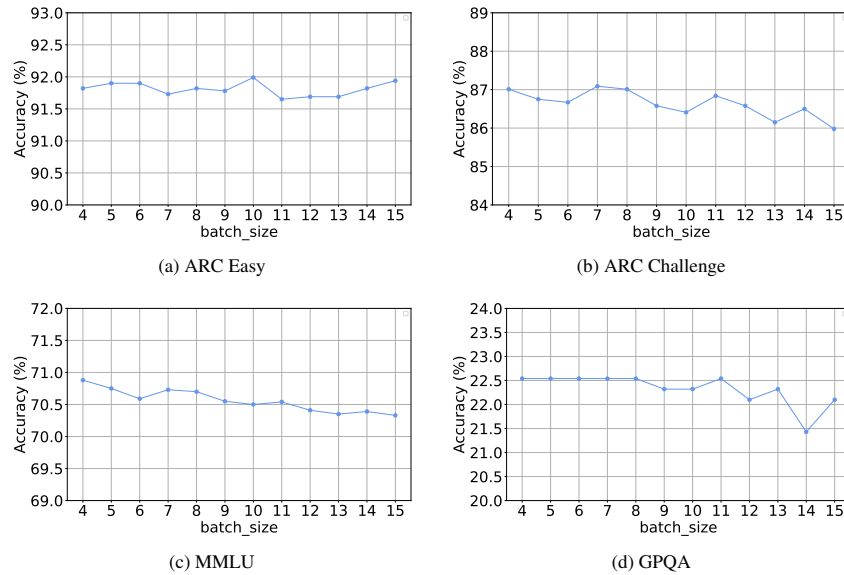 93.0
92.5
92.0
91.5
91.0
90.5
90.0
Accuracy (%)
4 5 6 7 8 9 10 11 12 13 14 15
batch_size
(a) ARC Easy
89
88
87
86
85
84
Accuracy (%)
4 5 6 7 8 9 10 11 12 13 14 15
batch_size
(b) ARC Challenge
72.0
71.5
71.0
70.5
70.0
69.5
69.0
Accuracy (%)
4 5 6 7 8 9 10 11 12 13 14 15
batch_size
(c) MMLU
24.0
23.5
23.0
22.5
22.0
21.5
21.0
20.5
20.0
Accuracy (%)
4 5 6 7 8 9 10 11 12 13 14 15
batch_size
(d) GPQA